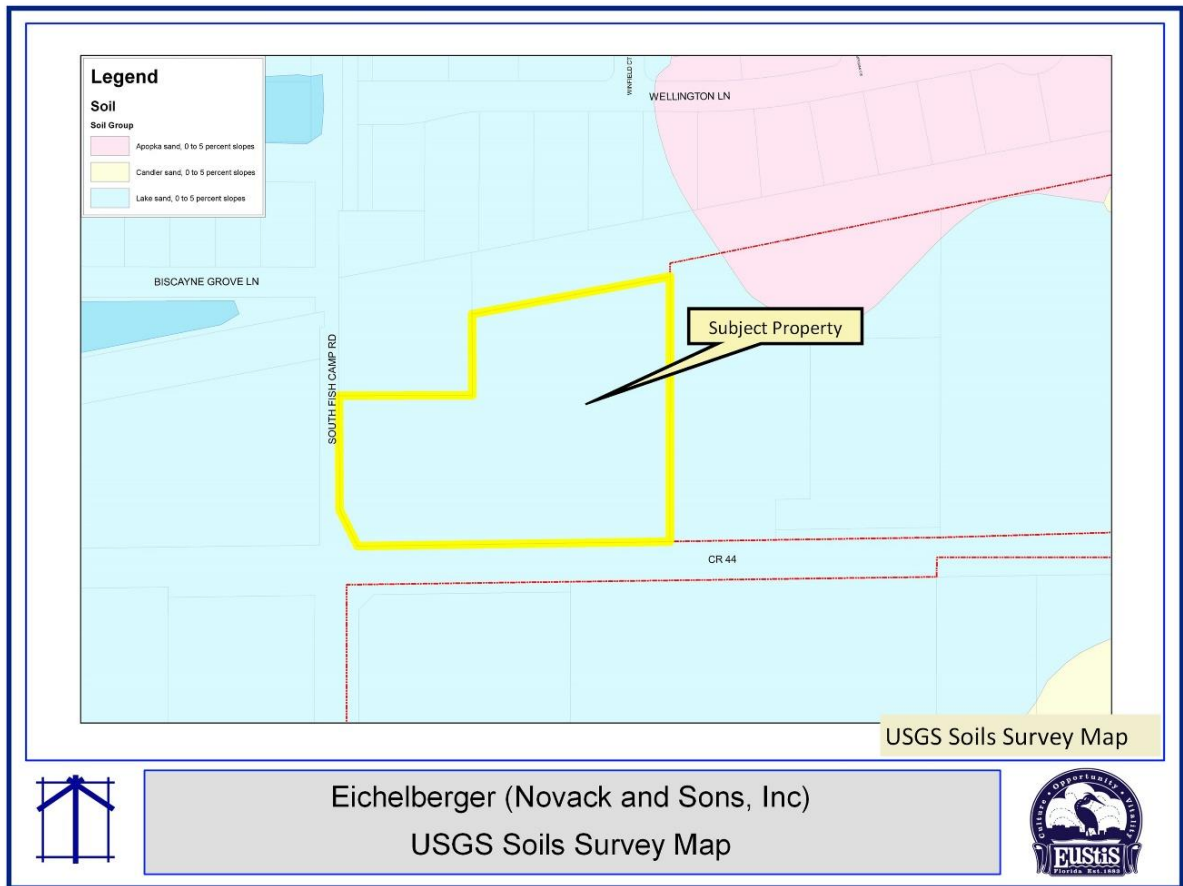 Legend
Soil
Soil Group
Apopka sand, 0 to 5 percent slopes
Candler sand, 0 to 5 percent slopes
Lake sand, 0 to 5 percent slopes
WINFIELD CT
WELLINGTON LN
BISCAYNE GROVE LN
SOUTH FISH CAMP RD
Subject Property
CR 44
USGS Soils Survey Map
Eichelberger (Novack and Sons, Inc)
USGS Soils Survey Map
Culture • Opportunity • Vitality
EUSTIS
Florida Est.1883